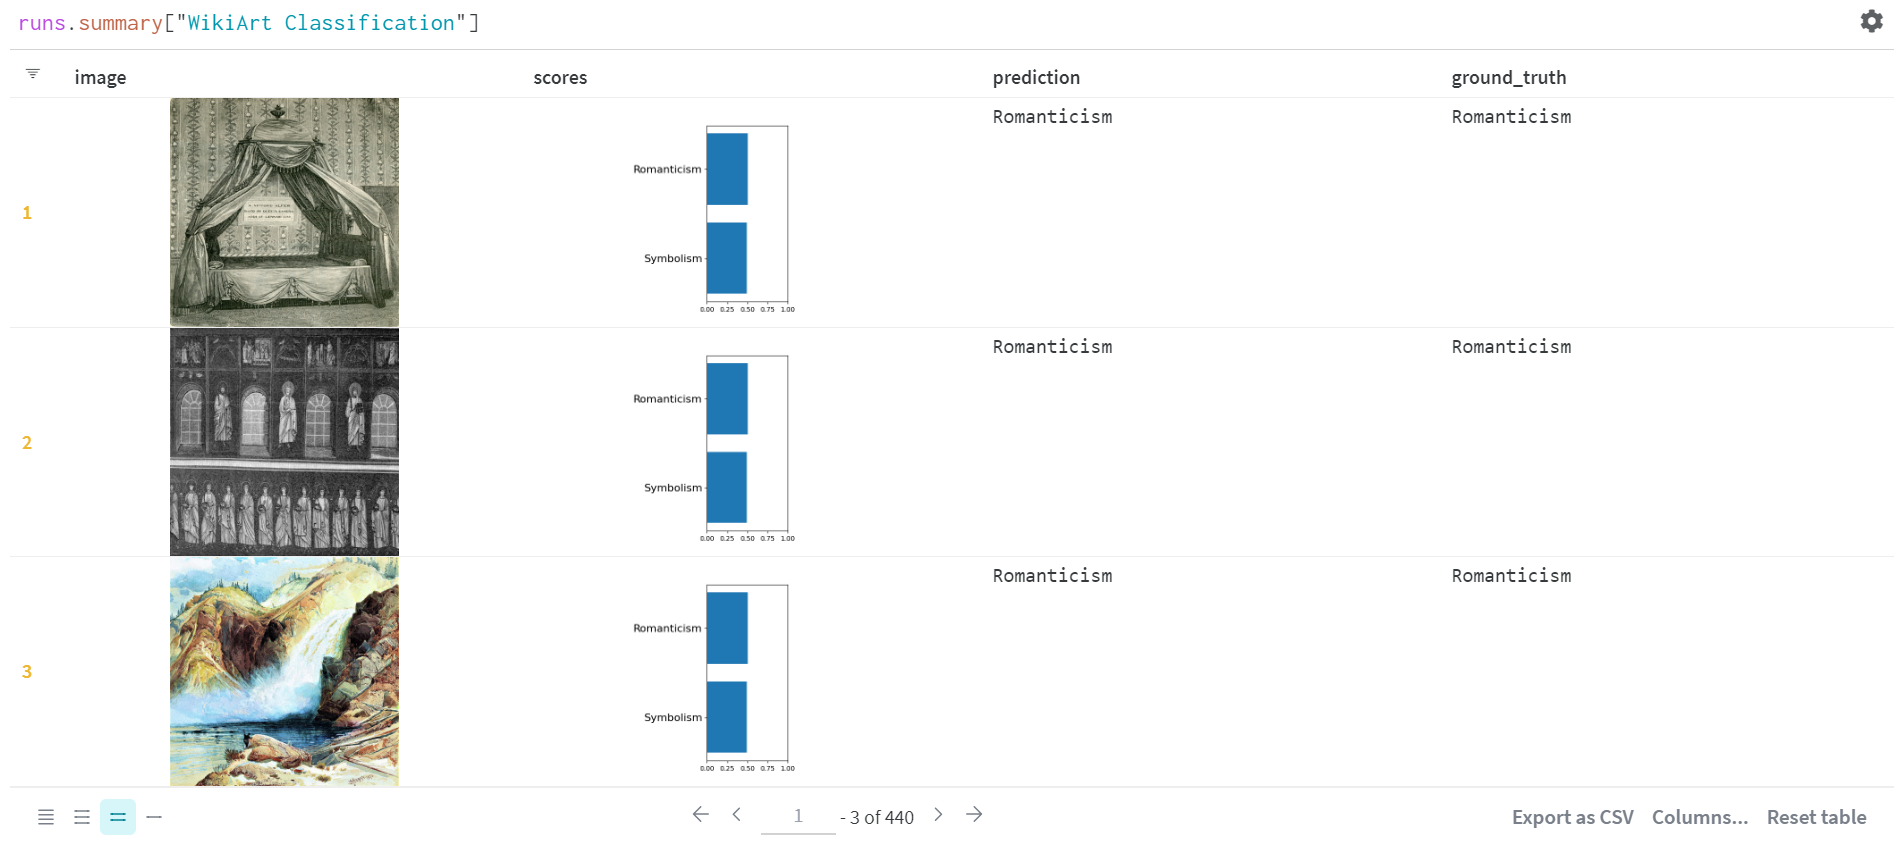 runs.summary["WikiArt Classification"]
image scores prediction ground_truth
1
Romanticism
Symbolism
0.00 0.25 0.50 0.75 1.00
Romanticism
Romanticism
2
Romanticism
Symbolism
0.00 0.25 0.50 0.75 1.00
Romanticism
Romanticism
3
Romanticism
Symbolism
0.00 0.25 0.50 0.75 1.00
Romanticism
Romanticism
1 - 3 of 440
Export as CSV Columns... Reset table